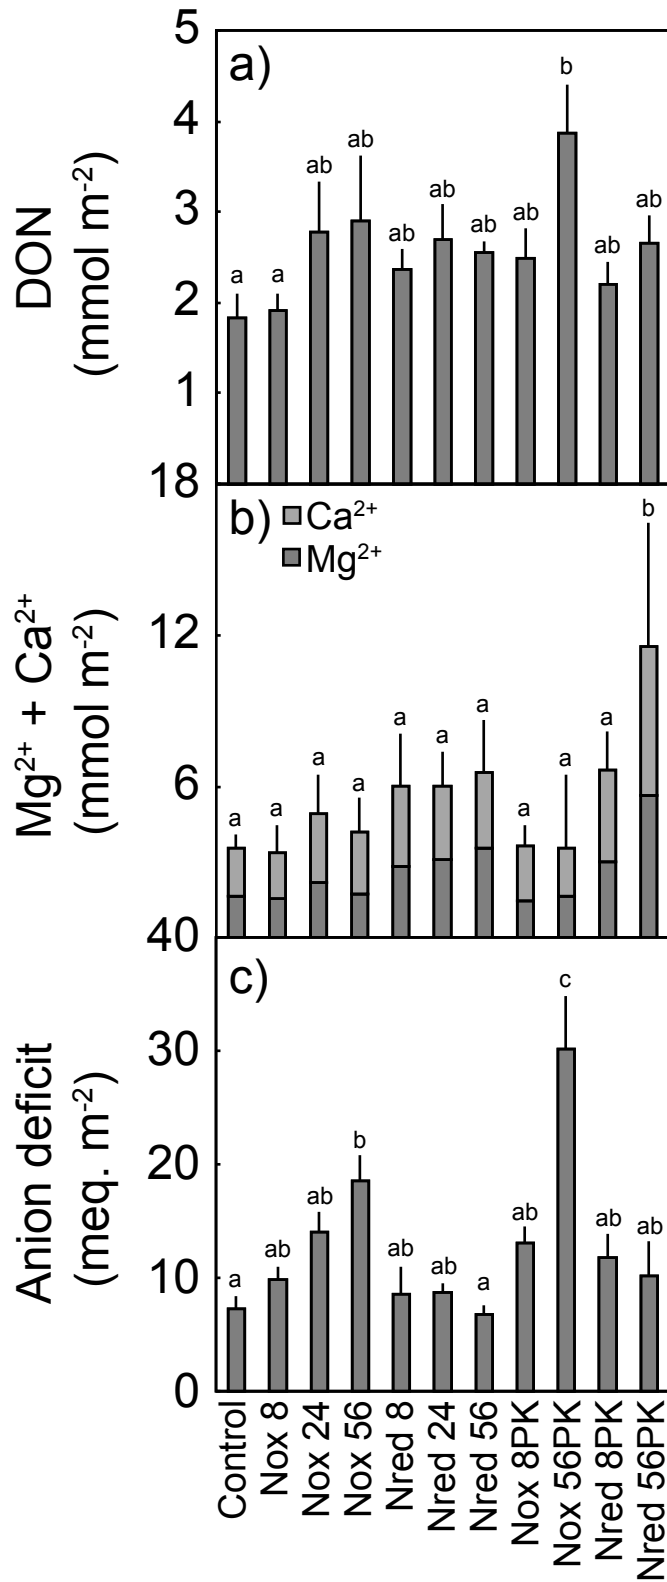 5
a)
b
4
ab
ab
ab
3
ab
ab
ab
ab
ab
ab
DON
(mmol m⁻²)
a
a
2
1
18
b)
Ca²⁺
Mg²⁺
b
Mg²⁺ + Ca²⁺
(mmol m⁻²)
12
a
a
a
a
a
a
6
a
a
a
a
40
c)
c
Anion deficit
(meq. m⁻²)
30
20
b
ab
ab
ab
ab
ab
ab
ab
a
a
10
0
Control
Nox 8
Nox 24
Nox 56
Nred 8
Nred 24
Nred 56
Nox 8PK
Nox 56PK
Nred 8PK
Nred 56PK